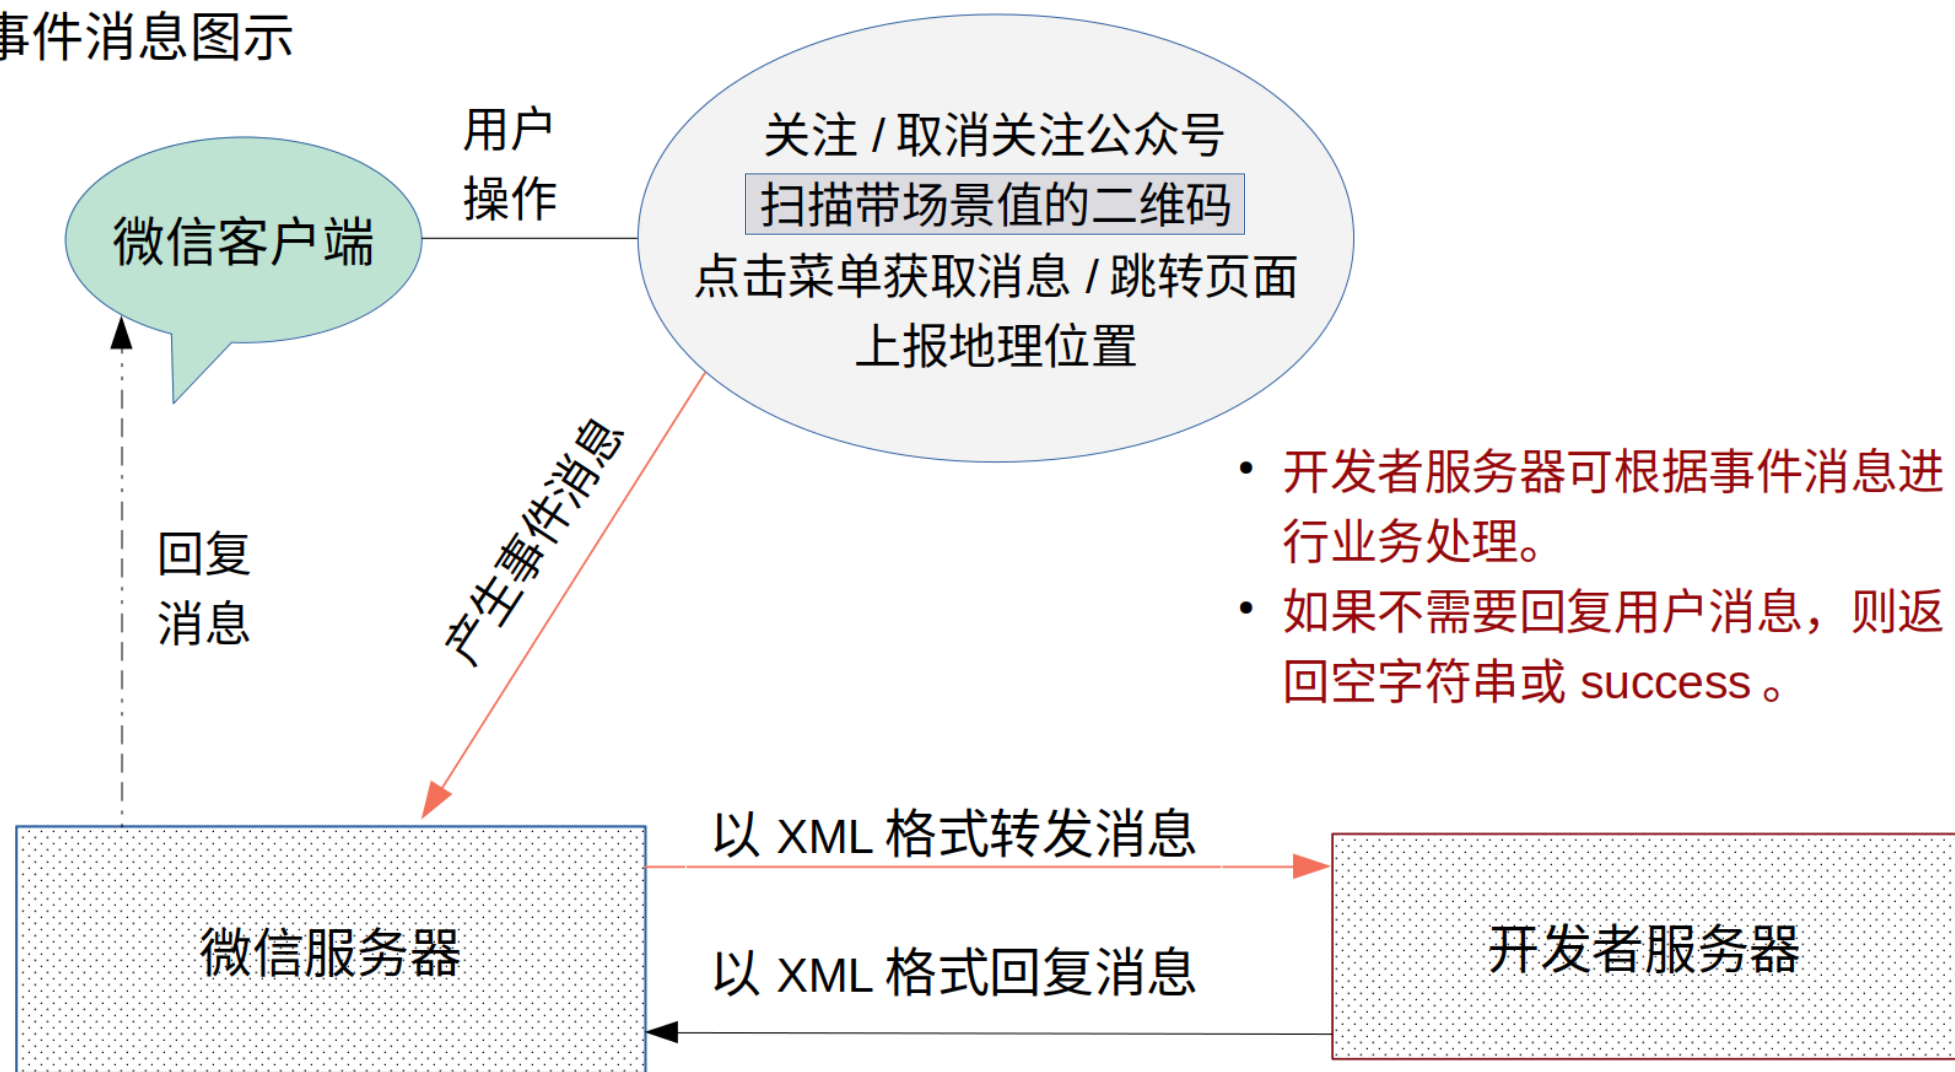 事件消息图示
用户
操作
关注 / 取消关注公众号
扫描带场景值的二维码
点击菜单获取消息 / 跳转页面
上报地理位置
微信客户端
产生事件消息
回复
消息
• 开发者服务器可根据事件消息进
行业务处理。
• 如果不需要回复用户消息，则返
回空字符串或 success 。
以 XML 格式转发消息
微信服务器
开发者服务器
以 XML 格式回复消息